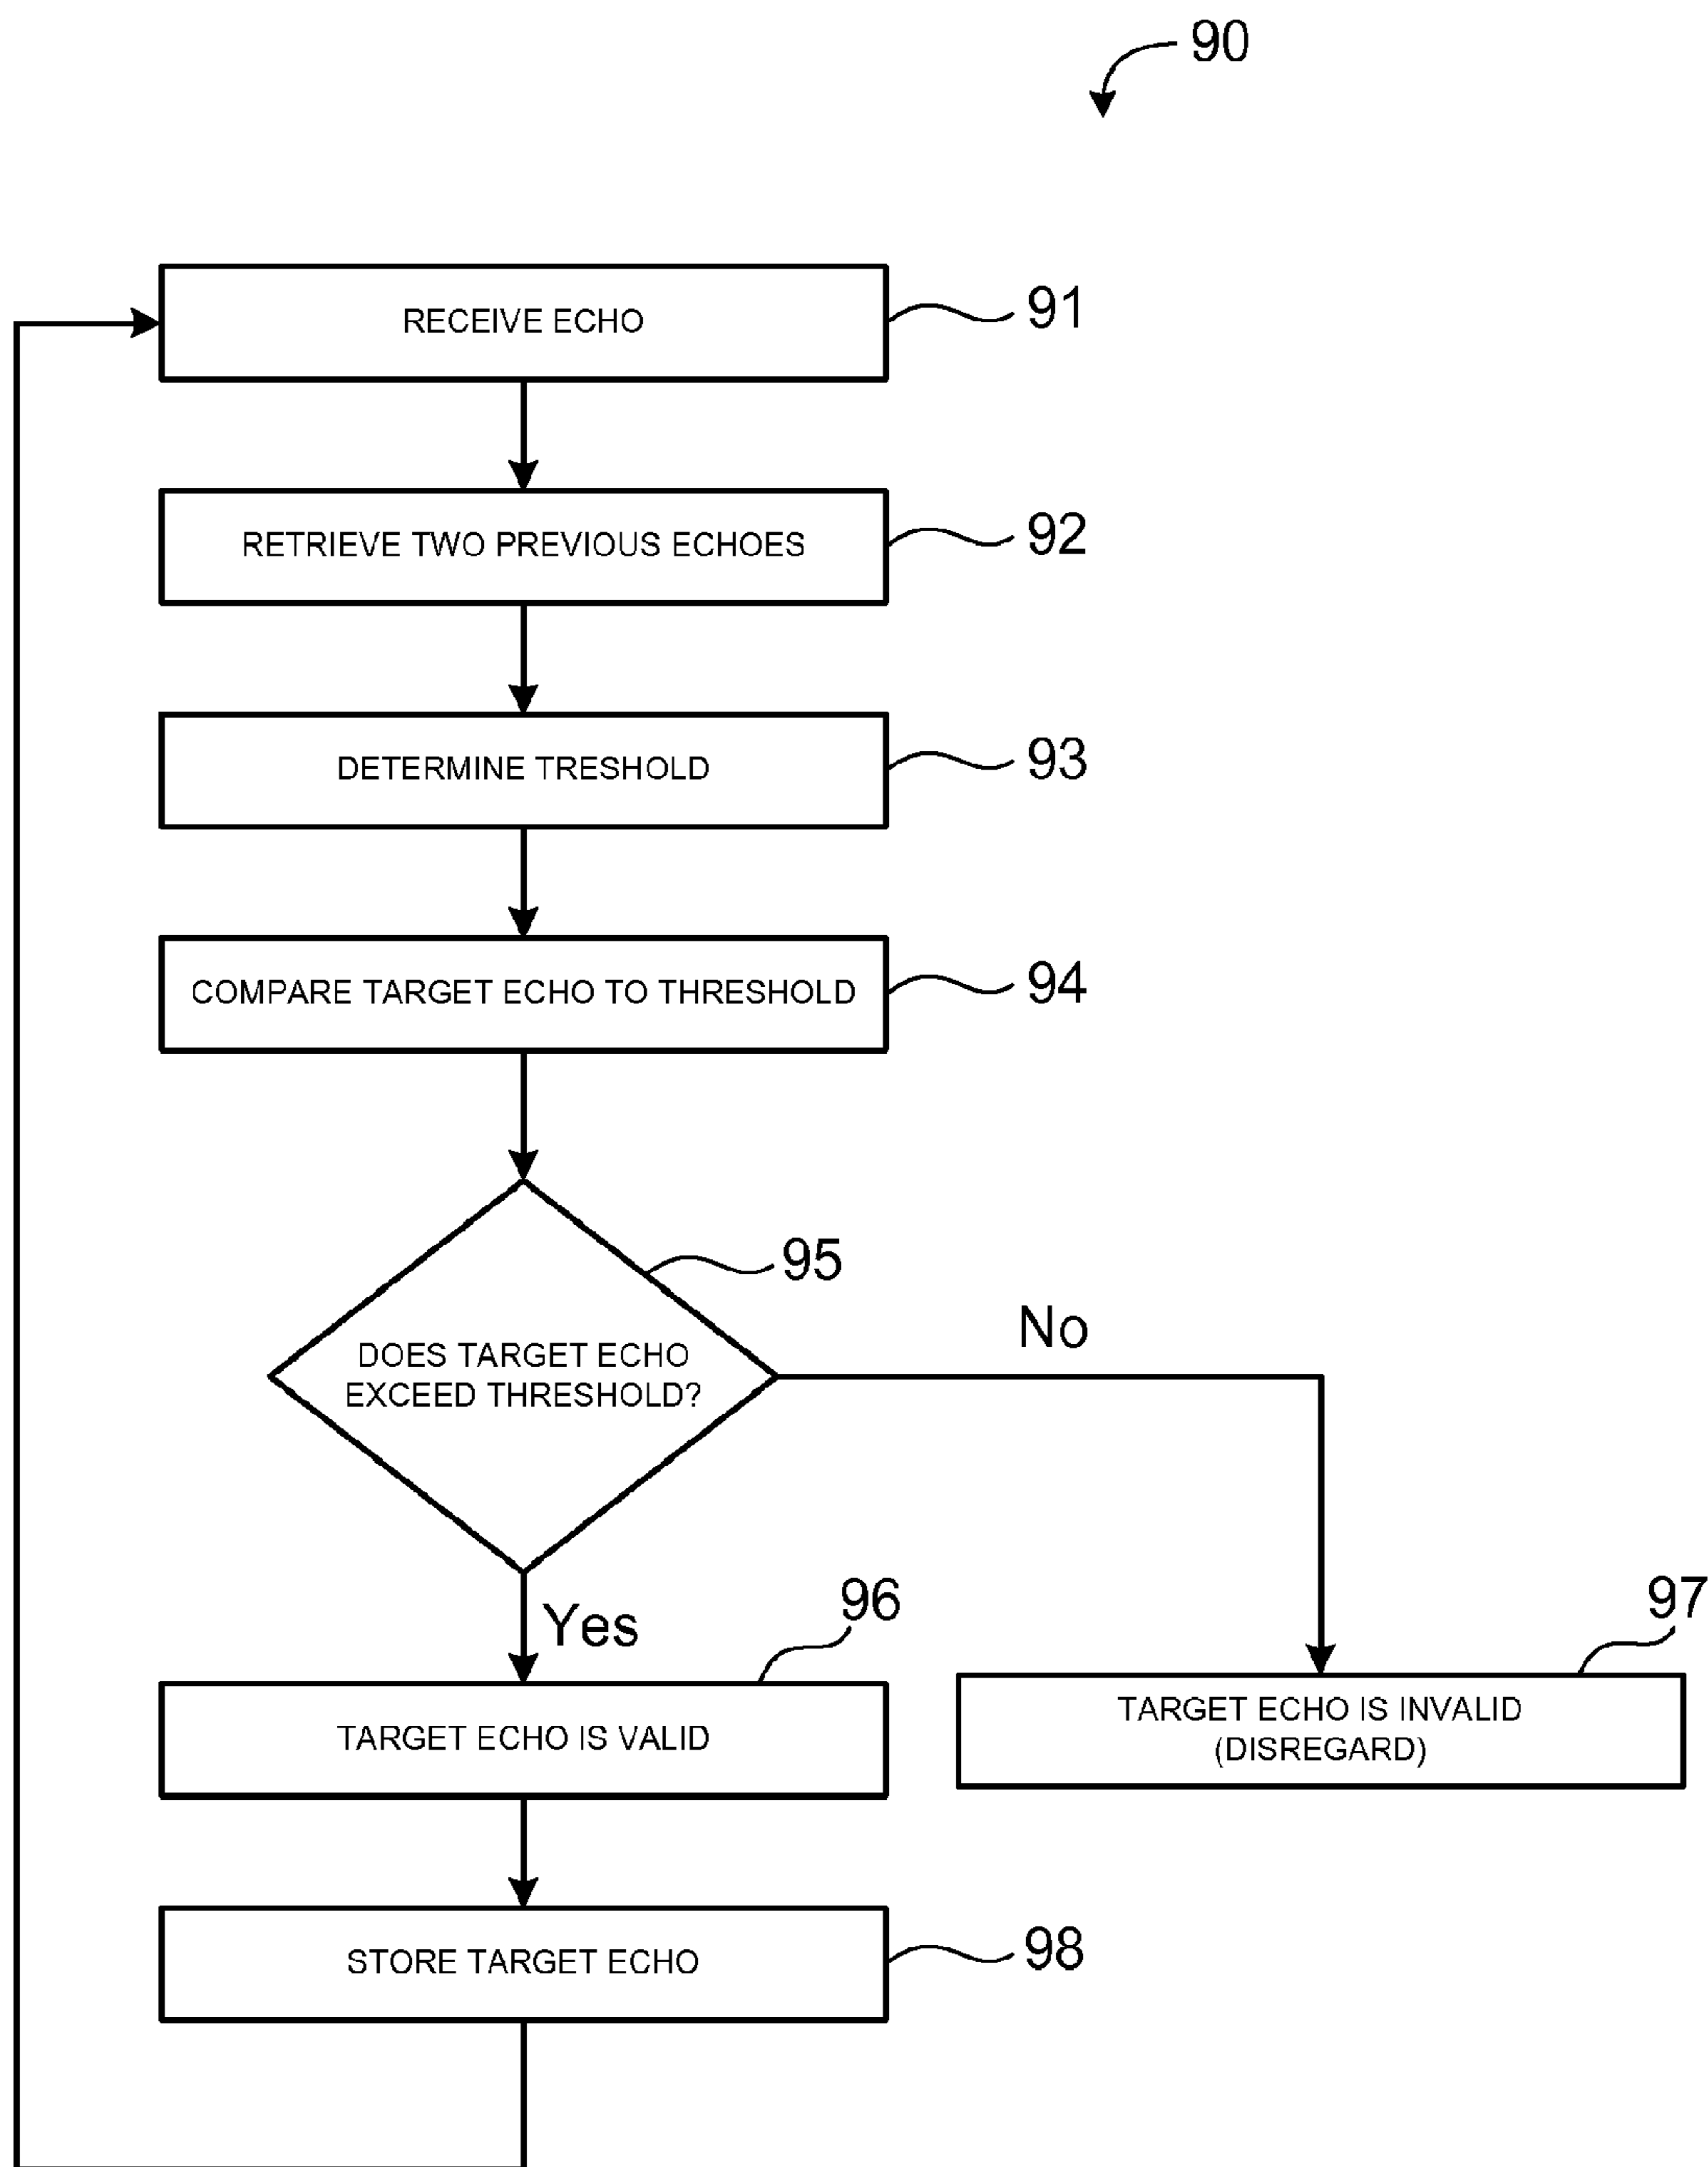 90
RECEIVE ECHO
91
RETRIEVE TWO PREVIOUS ECHOES
92
DETERMINE TRESHOLD
93
COMPARE TARGET ECHO TO THRESHOLD
94
95
DOES TARGET ECHO
EXCEED THRESHOLD?
No
Yes
96
97
TARGET ECHO IS VALID
TARGET ECHO IS INVALID
(DISREGARD)
STORE TARGET ECHO
98